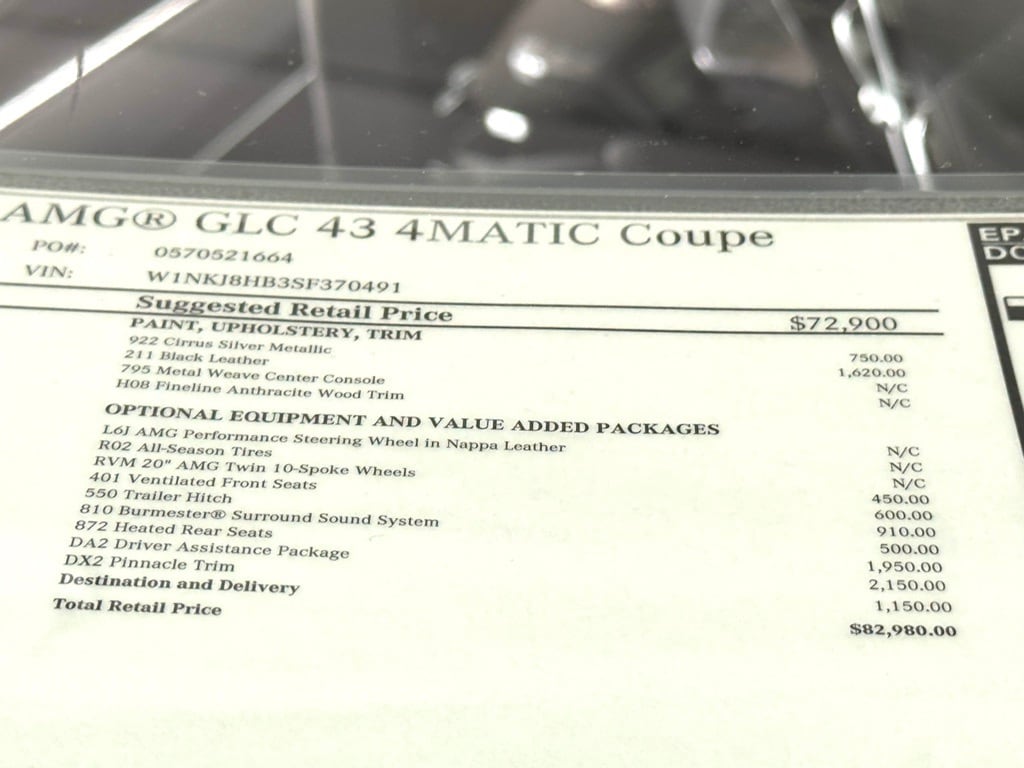 AMG® GLC 43 4MATIC Coupe
PO#: 0570521664
VIN: W1NKJ8HB3SF370491
Suggested Retail Price $72,900
PAINT, UPHOLSTERY, TRIM
922 Cirrus Silver Metallic 750.00
211 Black Leather 1,620.00
795 Metal Weave Center Console N/C
H08 Fineline Anthracite Wood Trim N/C
OPTIONAL EQUIPMENT AND VALUE ADDED PACKAGES
L6J AMG Performance Steering Wheel in Nappa Leather N/C
R02 All-Season Tires N/C
RVM 20" AMG Twin 10-Spoke Wheels N/C
401 Ventilated Front Seats 450.00
550 Trailer Hitch 600.00
810 Burmester® Surround Sound System 910.00
872 Heated Rear Seats 500.00
DA2 Driver Assistance Package 1,950.00
DX2 Pinnacle Trim 2,150.00
Destination and Delivery 1,150.00
Total Retail Price $82,980.00
EP
DO